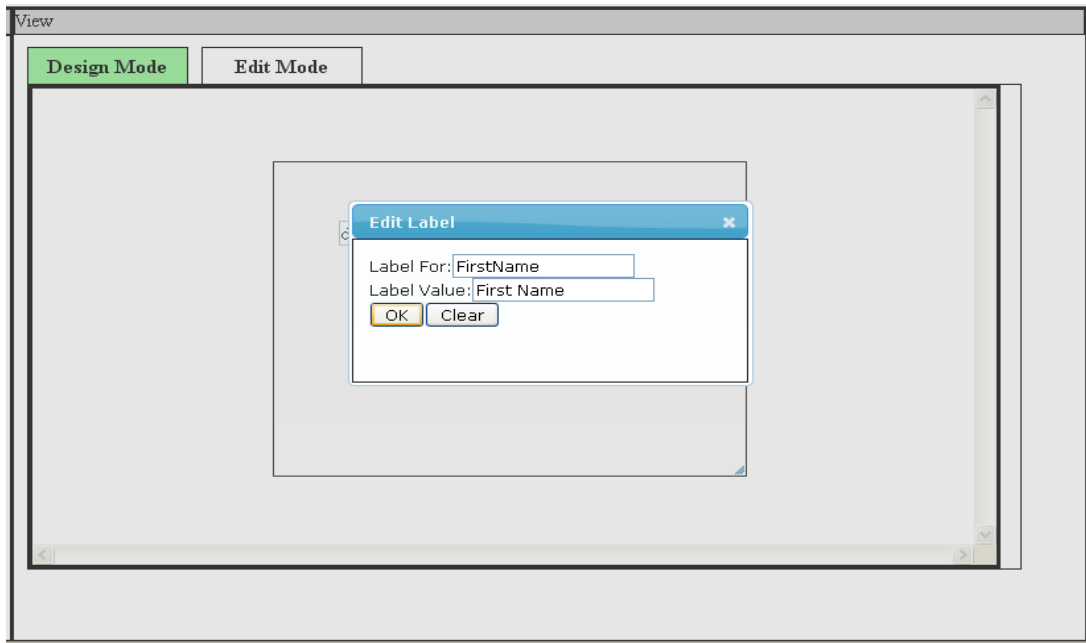 View
Design Mode Edit Mode
Edit Label
Label For: FirstName
Label Value: First Name
OK Clear